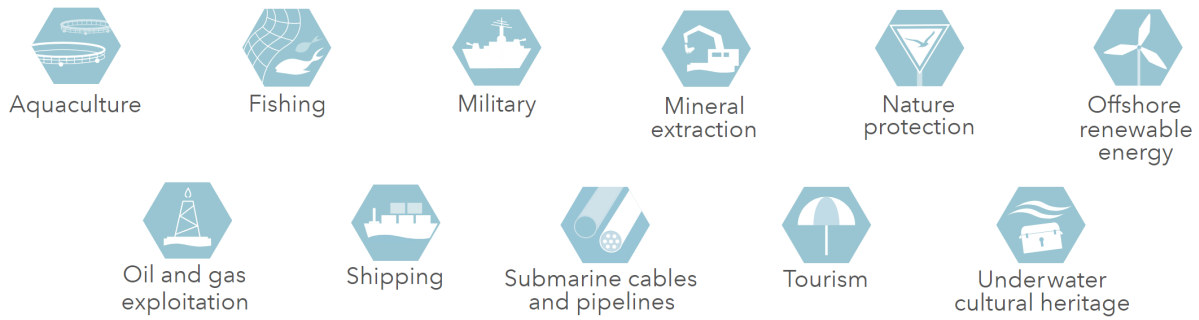 Aquaculture
Fishing
Military
Mineral
extraction
Nature
protection
Offshore
renewable
energy
Oil and gas
exploitation
Shipping
Submarine cables
and pipelines
Tourism
Underwater
cultural heritage